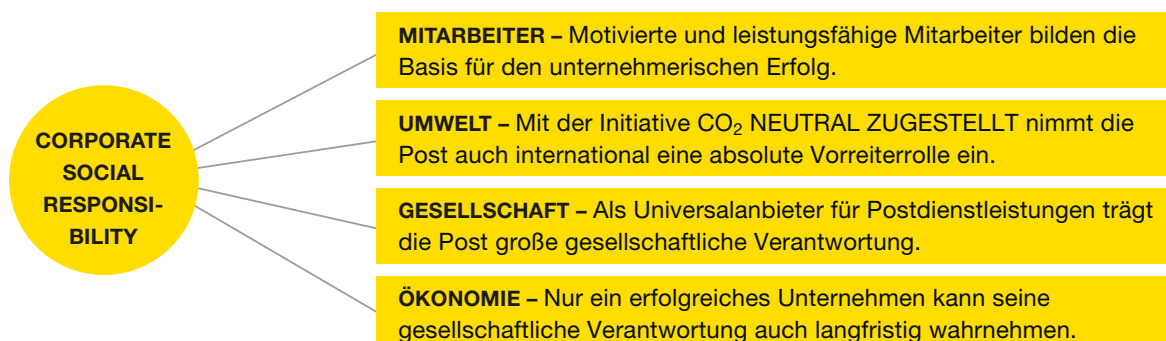 CORPORATE
SOCIAL
RESPONSI-
BILITY
MITARBEITER – Motivierte und leistungsfähige Mitarbeiter bilden die
Basis für den unternehmerischen Erfolg.
UMWELT – Mit der Initiative CO₂ NEUTRAL ZUGESTELLT nimmt die
Post auch international eine absolute Vorreiterrolle ein.
GESELLSCHAFT – Als Universalanbieter für Postdienstleistungen trägt
die Post große gesellschaftliche Verantwortung.
ÖKONOMIE – Nur ein erfolgreiches Unternehmen kann seine
gesellschaftliche Verantwortung auch langfristig wahrnehmen.